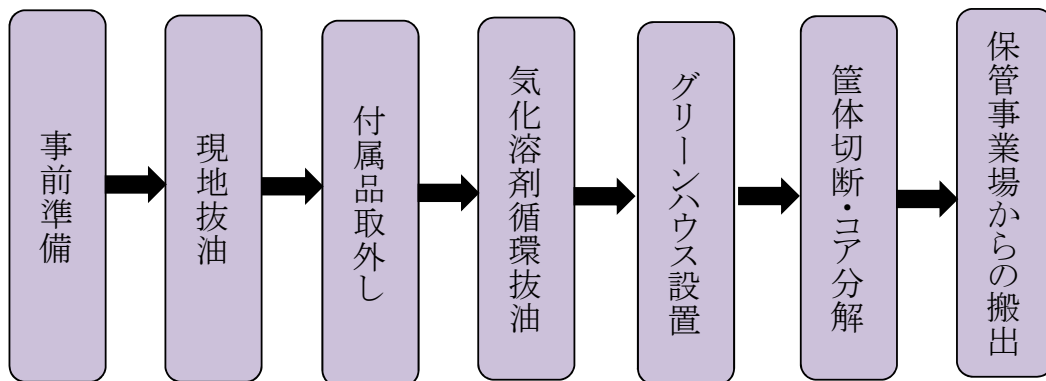 事前準備
現地抜油
付属品取外し
気化溶剤循環抜油
グリーンハウス設置
筐体切断・コア分解
保管事業場からの搬出